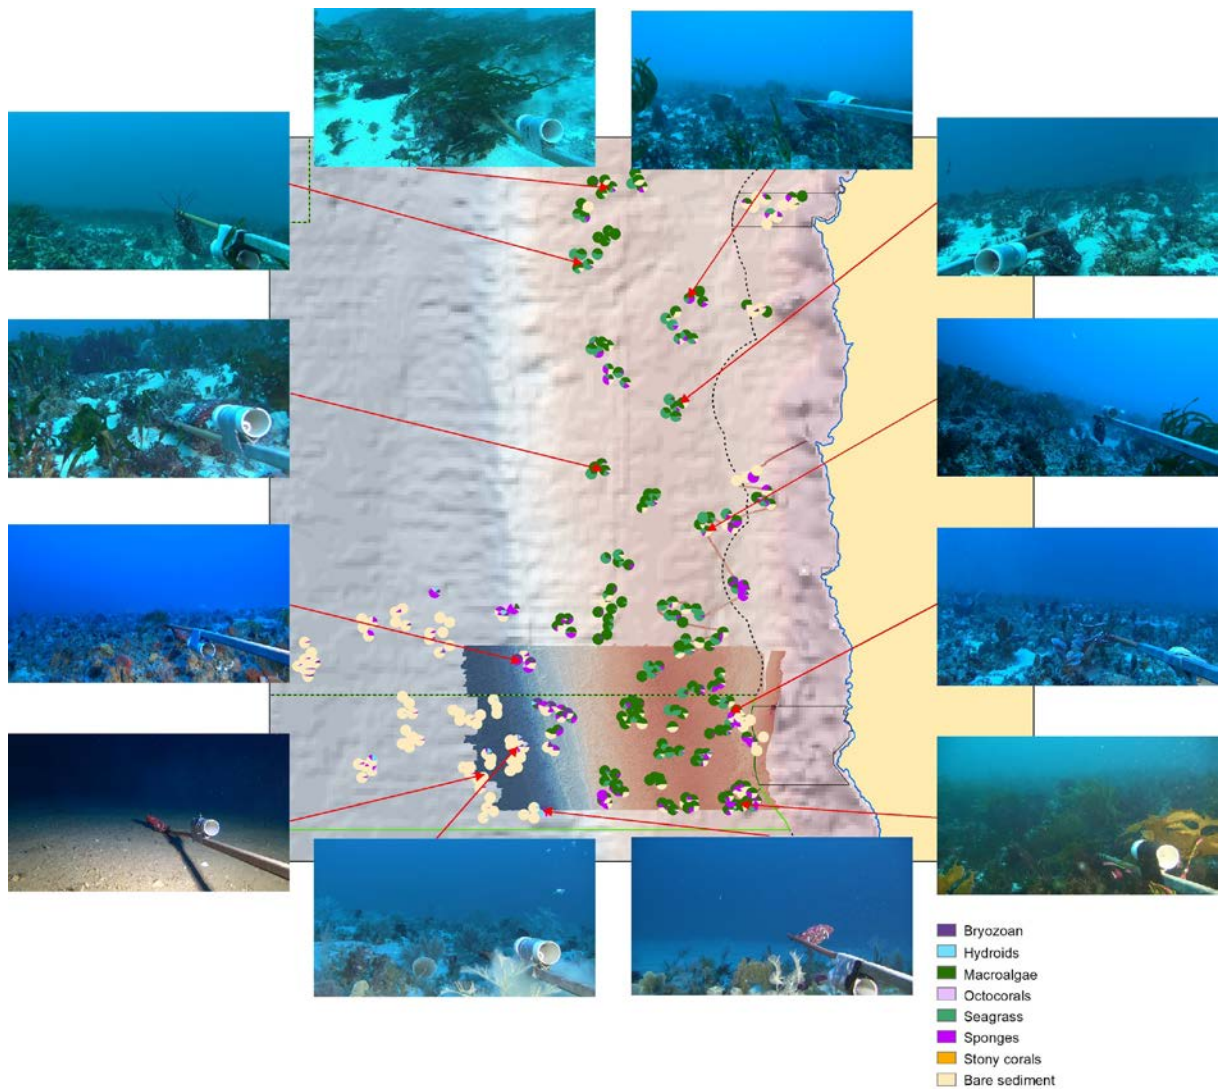 Bryozoan
Hydroids
Macroalgae
Octocorals
Seagrass
Sponges
Stony corals
Bare sediment